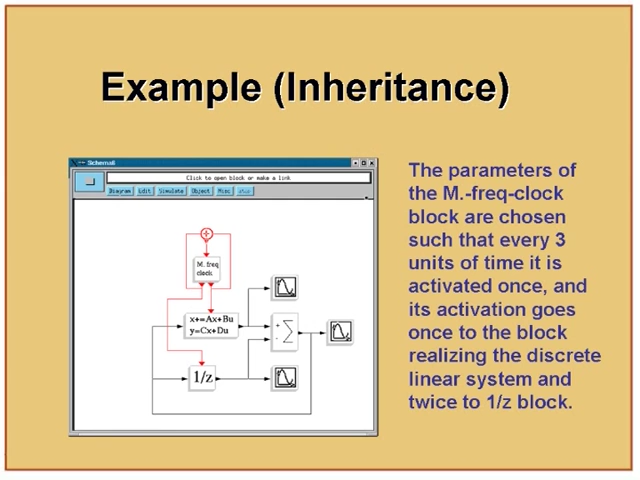 Example (Inheritance)
Schemali
Click to open block or make a link
Diagram Edit Simulate Object Misc stop
M. freq
clock
x+=Ax+Bu
y=Cx+Du
+
-
Σ
1/z
The parameters of
the M.-freq-clock
block are chosen
such that every 3
units of time it is
activated once, and
its activation goes
once to the block
realizing the discrete
linear system and
twice to 1/z block.